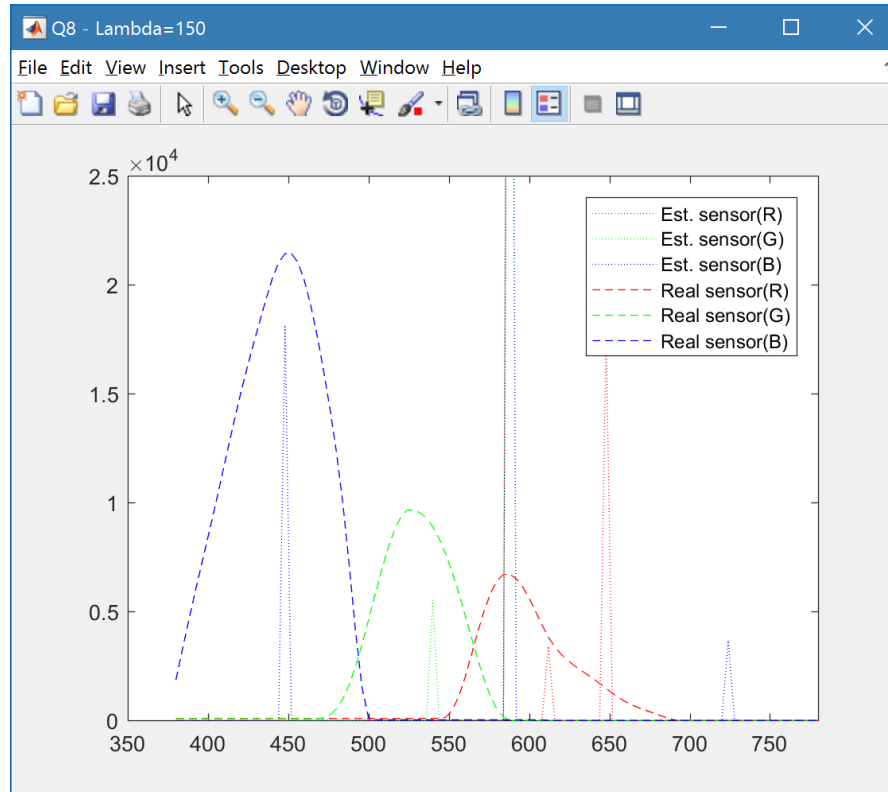 Q8 - Lambda=150
File Edit View Insert Tools Desktop Window Help
×10^4
2.5
2
1.5
1
0.5
0
350 400 450 500 550 600 650 700 750
Est. sensor(R)
Est. sensor(G)
Est. sensor(B)
Real sensor(R)
Real sensor(G)
Real sensor(B)